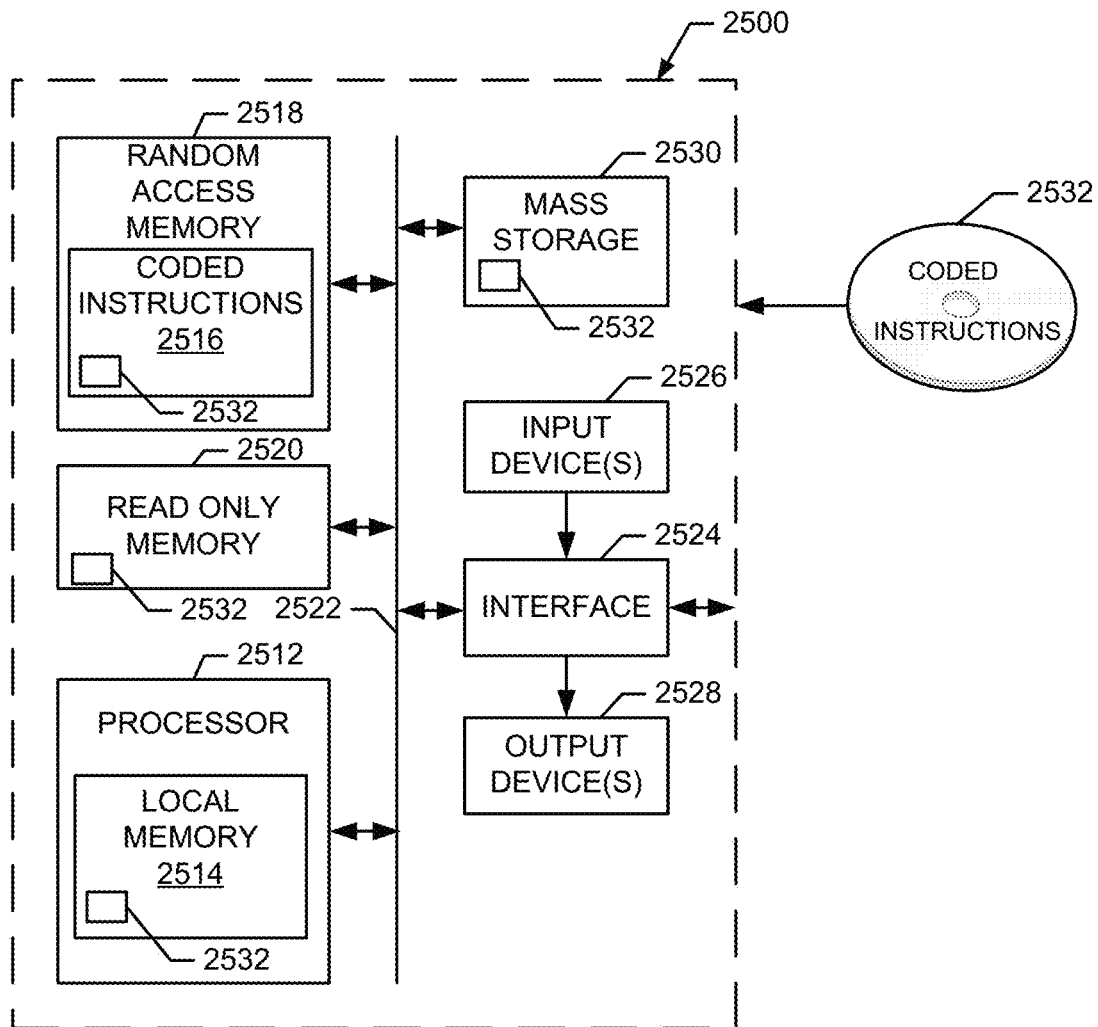 2500
2518
RANDOM
ACCESS
MEMORY
CODED
INSTRUCTIONS
2516
2532
2530
MASS
STORAGE
2532
2532
CODED
INSTRUCTIONS
2520
READ ONLY
MEMORY
2532
2522
2526
INPUT
DEVICE(S)
2524
INTERFACE
2528
OUTPUT
DEVICE(S)
2512
PROCESSOR
LOCAL
MEMORY
2514
2532